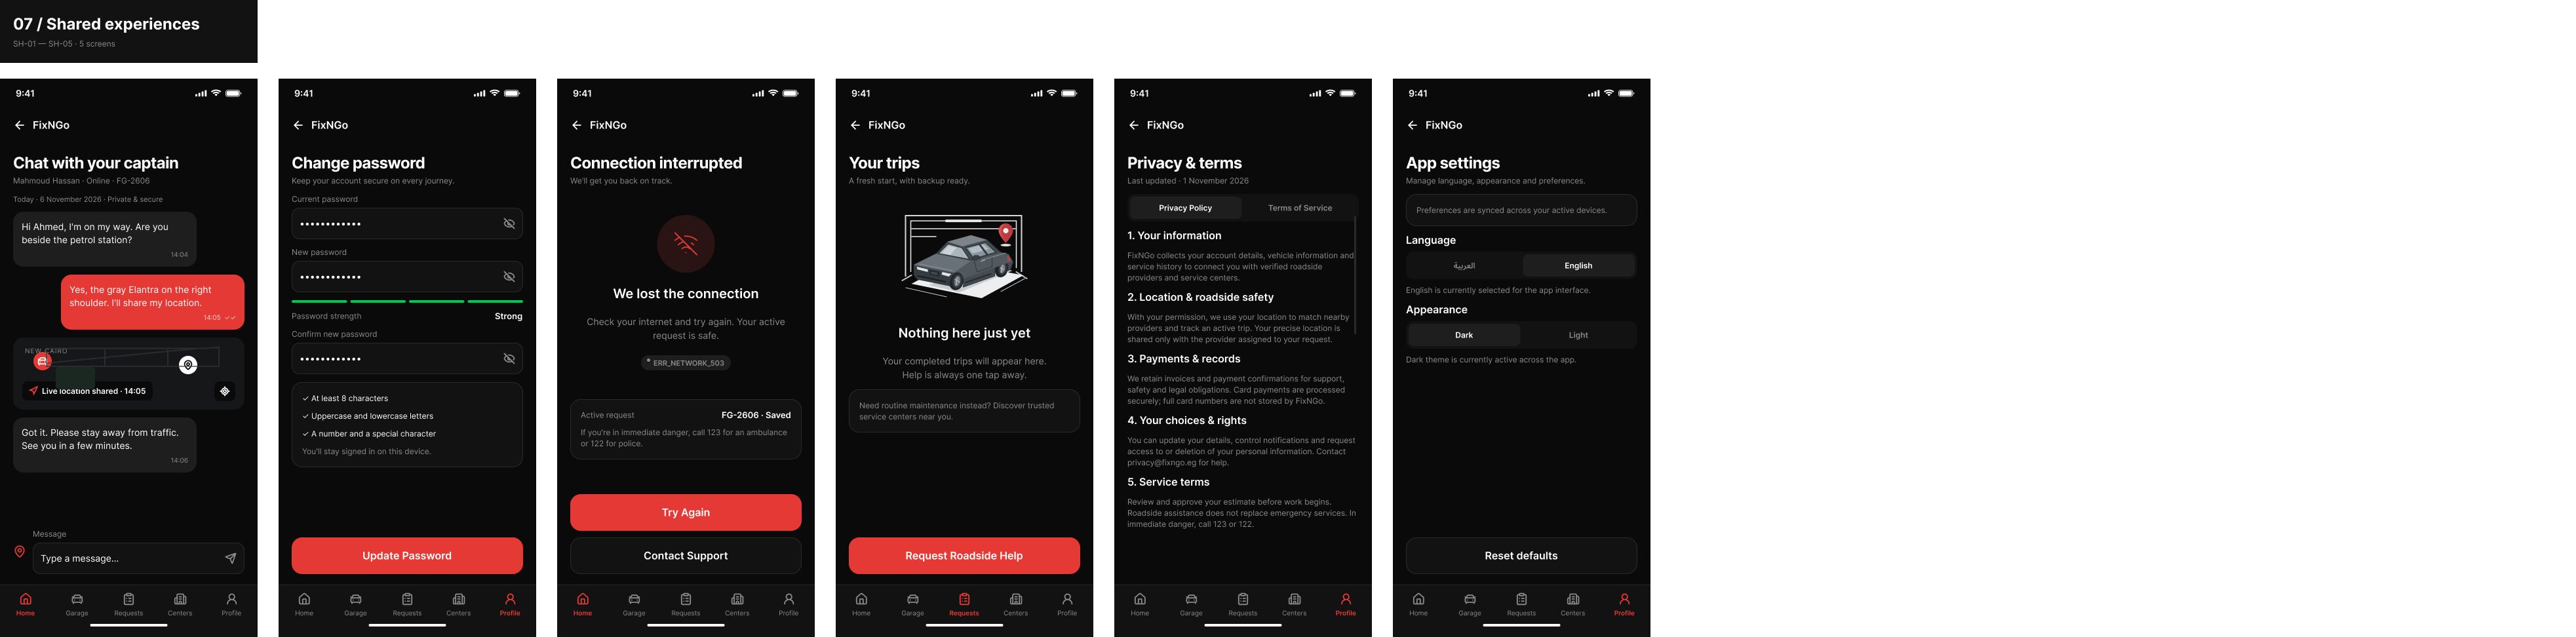 07 / Shared experiences
SH-01 — SH-05 · 5 screens
9:41
FixNGo
Chat with your captain
Mahmoud Hassan · Online · FG-2606
Today · 6 November 2026 · Private & secure
Hi Ahmed, I'm on my way. Are you
beside the petrol station?
14:04
Yes, the gray Elantra on the right
shoulder. I'll share my location.
14:05 ✓✓
NEW CAIRO
Live location shared · 14:05
Got it. Please stay away from traffic.
See you in a few minutes.
14:06
Message
Type a message...
Home
Garage
Requests
Centers
Profile
9:41
FixNGo
Change password
Keep your account secure on every journey.
Current password
••••••••••••
New password
••••••••••••
Password strength
Strong
Confirm new password
••••••••••••
✓ At least 8 characters
✓ Uppercase and lowercase letters
✓ A number and a special character
You'll stay signed in on this device.
Update Password
Home
Garage
Requests
Centers
Profile
9:41
FixNGo
Connection interrupted
We'll get you back on track.
We lost the connection
Check your internet and try again. Your active
request is safe.
ERR_NETWORK_503
Active request
FG-2606 · Saved
If you're in immediate danger, call 123 for an ambulance
or 122 for police.
Try Again
Contact Support
Home
Garage
Requests
Centers
Profile
9:41
FixNGo
Your trips
A fresh start, with backup ready.
Nothing here just yet
Your completed trips will appear here.
Help is always one tap away.
Need routine maintenance instead? Discover trusted
service centers near you.
Request Roadside Help
Home
Garage
Requests
Centers
Profile
9:41
FixNGo
Privacy & terms
Last updated · 1 November 2026
Privacy Policy
Terms of Service
1. Your information
FixNGo collects your account details, vehicle information and
service history to connect you with verified roadside
providers and service centers.
2. Location & roadside safety
With your permission, we use your location to match nearby
providers and track an active trip. Your precise location is
shared only with the provider assigned to your request.
3. Payments & records
We retain invoices and payment confirmations for support,
safety and legal obligations. Card payments are processed
securely; full card numbers are not stored by FixNGo.
4. Your choices & rights
You can update your details, control notifications and request
access to or deletion of your personal information. Contact
privacy@fixngo.eg for help.
5. Service terms
Review and approve your estimate before work begins.
Roadside assistance does not replace emergency services. In
immediate danger, call 123 or 122.
Home
Garage
Requests
Centers
Profile
9:41
FixNGo
App settings
Manage language, appearance and preferences.
Preferences are synced across your active devices.
Language
العربية
English
English is currently selected for the app interface.
Appearance
Dark
Light
Dark theme is currently active across the app.
Reset defaults
Home
Garage
Requests
Centers
Profile